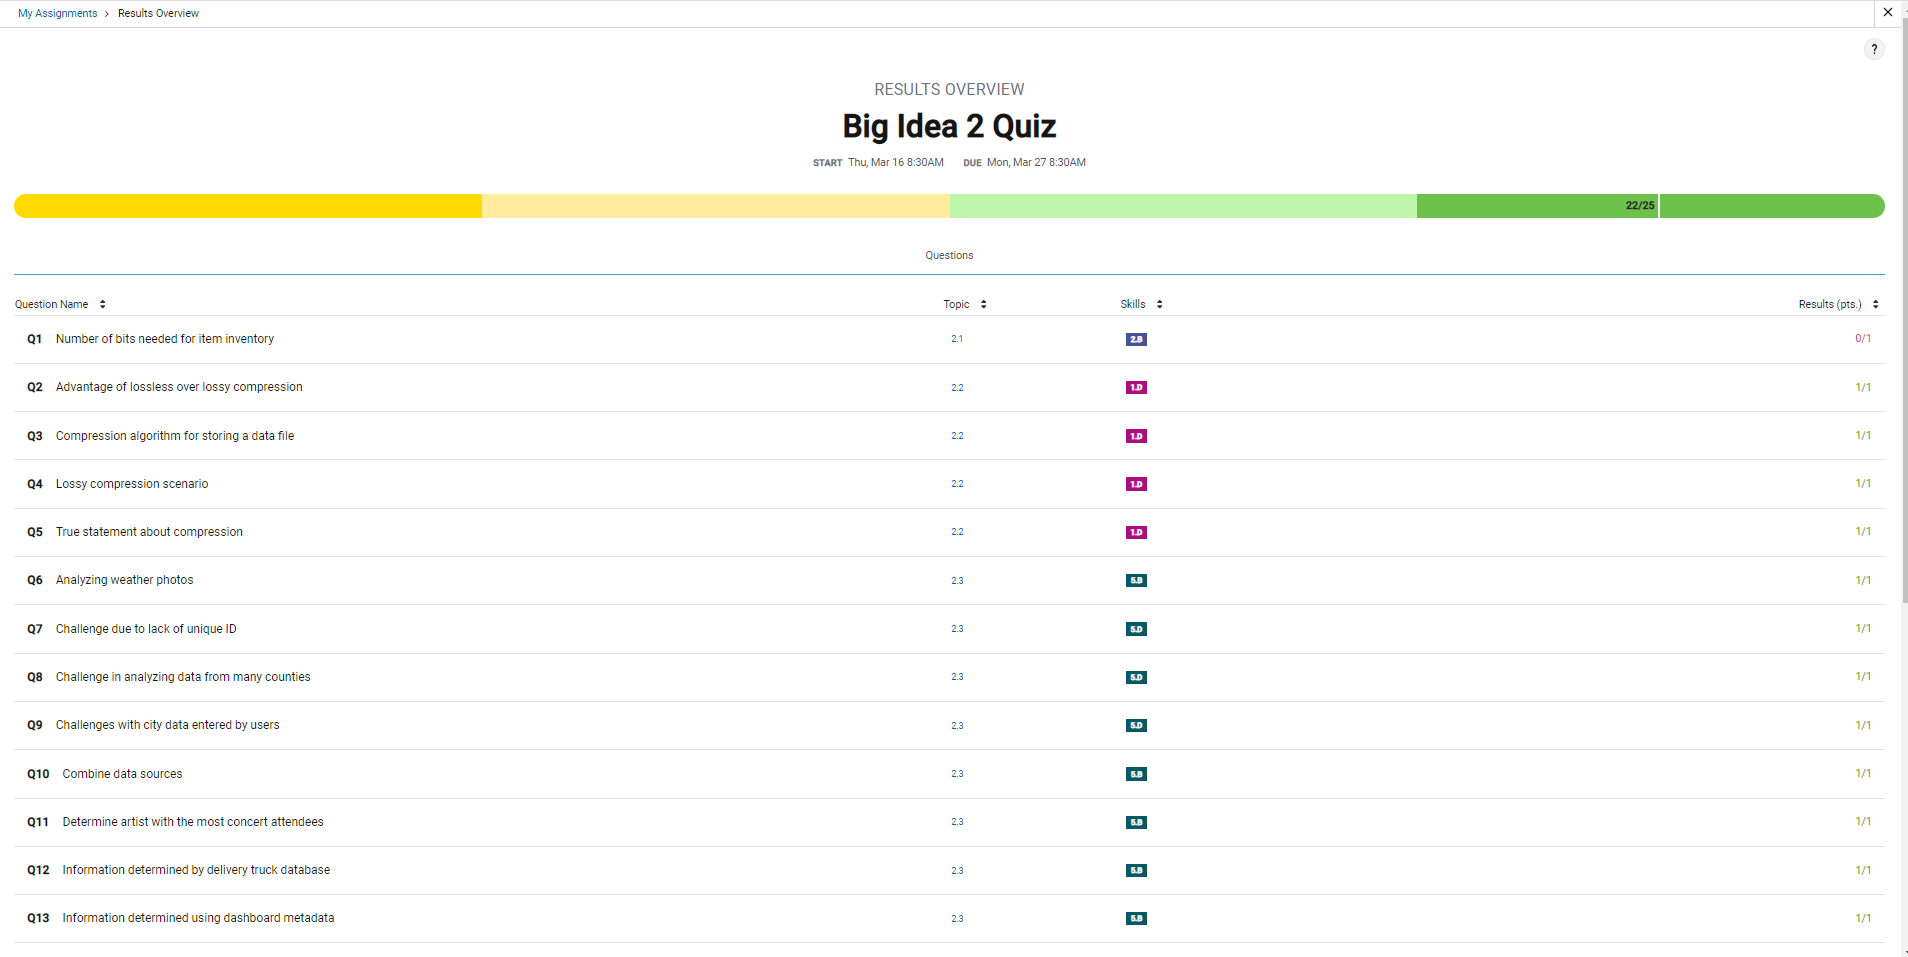 My Assignments > Results Overview
?
RESULTS OVERVIEW
Big Idea 2 Quiz
START Thu, Mar 16 8:30AM DUE Mon, Mar 27 8:30AM
22/25
Questions
Question Name Topic Skills Results (pts.)
Q1 Number of bits needed for item inventory 2.1 2.B 0/1
Q2 Advantage of lossless over lossy compression 2.2 1.D 1/1
Q3 Compression algorithm for storing a data file 2.2 1.D 1/1
Q4 Lossy compression scenario 2.2 1.D 1/1
Q5 True statement about compression 2.2 1.D 1/1
Q6 Analyzing weather photos 2.3 5.B 1/1
Q7 Challenge due to lack of unique ID 2.3 5.D 1/1
Q8 Challenge in analyzing data from many counties 2.3 5.D 1/1
Q9 Challenges with city data entered by users 2.3 5.D 1/1
Q10 Combine data sources 2.3 5.B 1/1
Q11 Determine artist with the most concert attendees 2.3 5.B 1/1
Q12 Information determined by delivery truck database 2.3 5.B 1/1
Q13 Information determined using dashboard metadata 2.3 5.B 1/1